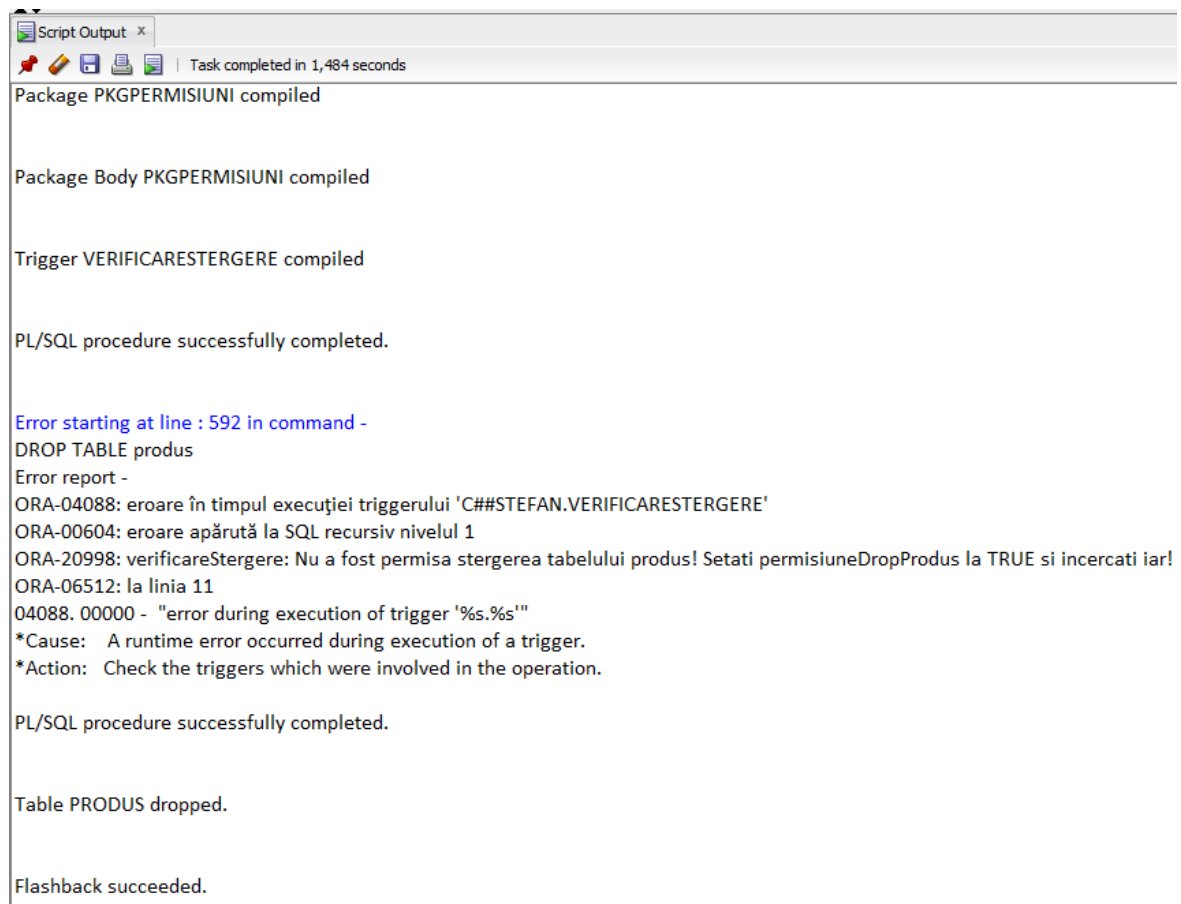 Script Output x
Task completed in 1,484 seconds
Package PKGPERMISIUNI compiled
Package Body PKGPERMISIUNI compiled
Trigger VERIFICARESTERGERE compiled
PL/SQL procedure successfully completed.
Error starting at line : 592 in command -
DROP TABLE produs
Error report -
ORA-04088: eroare în timpul execuţiei triggerului 'C##STEFAN.VERIFICARESTERGERE'
ORA-00604: eroare apărută la SQL recursiv nivelul 1
ORA-20998: verificareStergere: Nu a fost permisa stergerea tabelului produs! Setati permisiuneDropProdus la TRUE si incercati iar!
ORA-06512: la linia 11
04088. 00000 -  "error during execution of trigger '%s.%s'"
*Cause:    A runtime error occurred during execution of a trigger.
*Action:   Check the triggers which were involved in the operation.
PL/SQL procedure successfully completed.
Table PRODUS dropped.
Flashback succeeded.